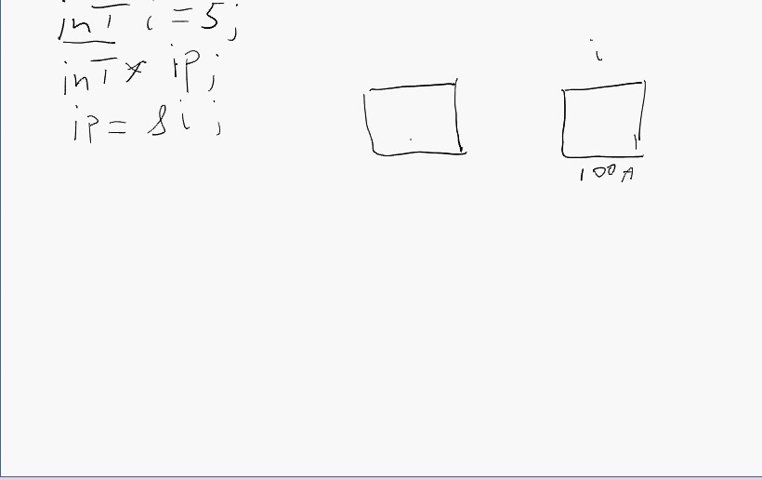 int i = 5;
int* ip;
ip = &i;
i
100A